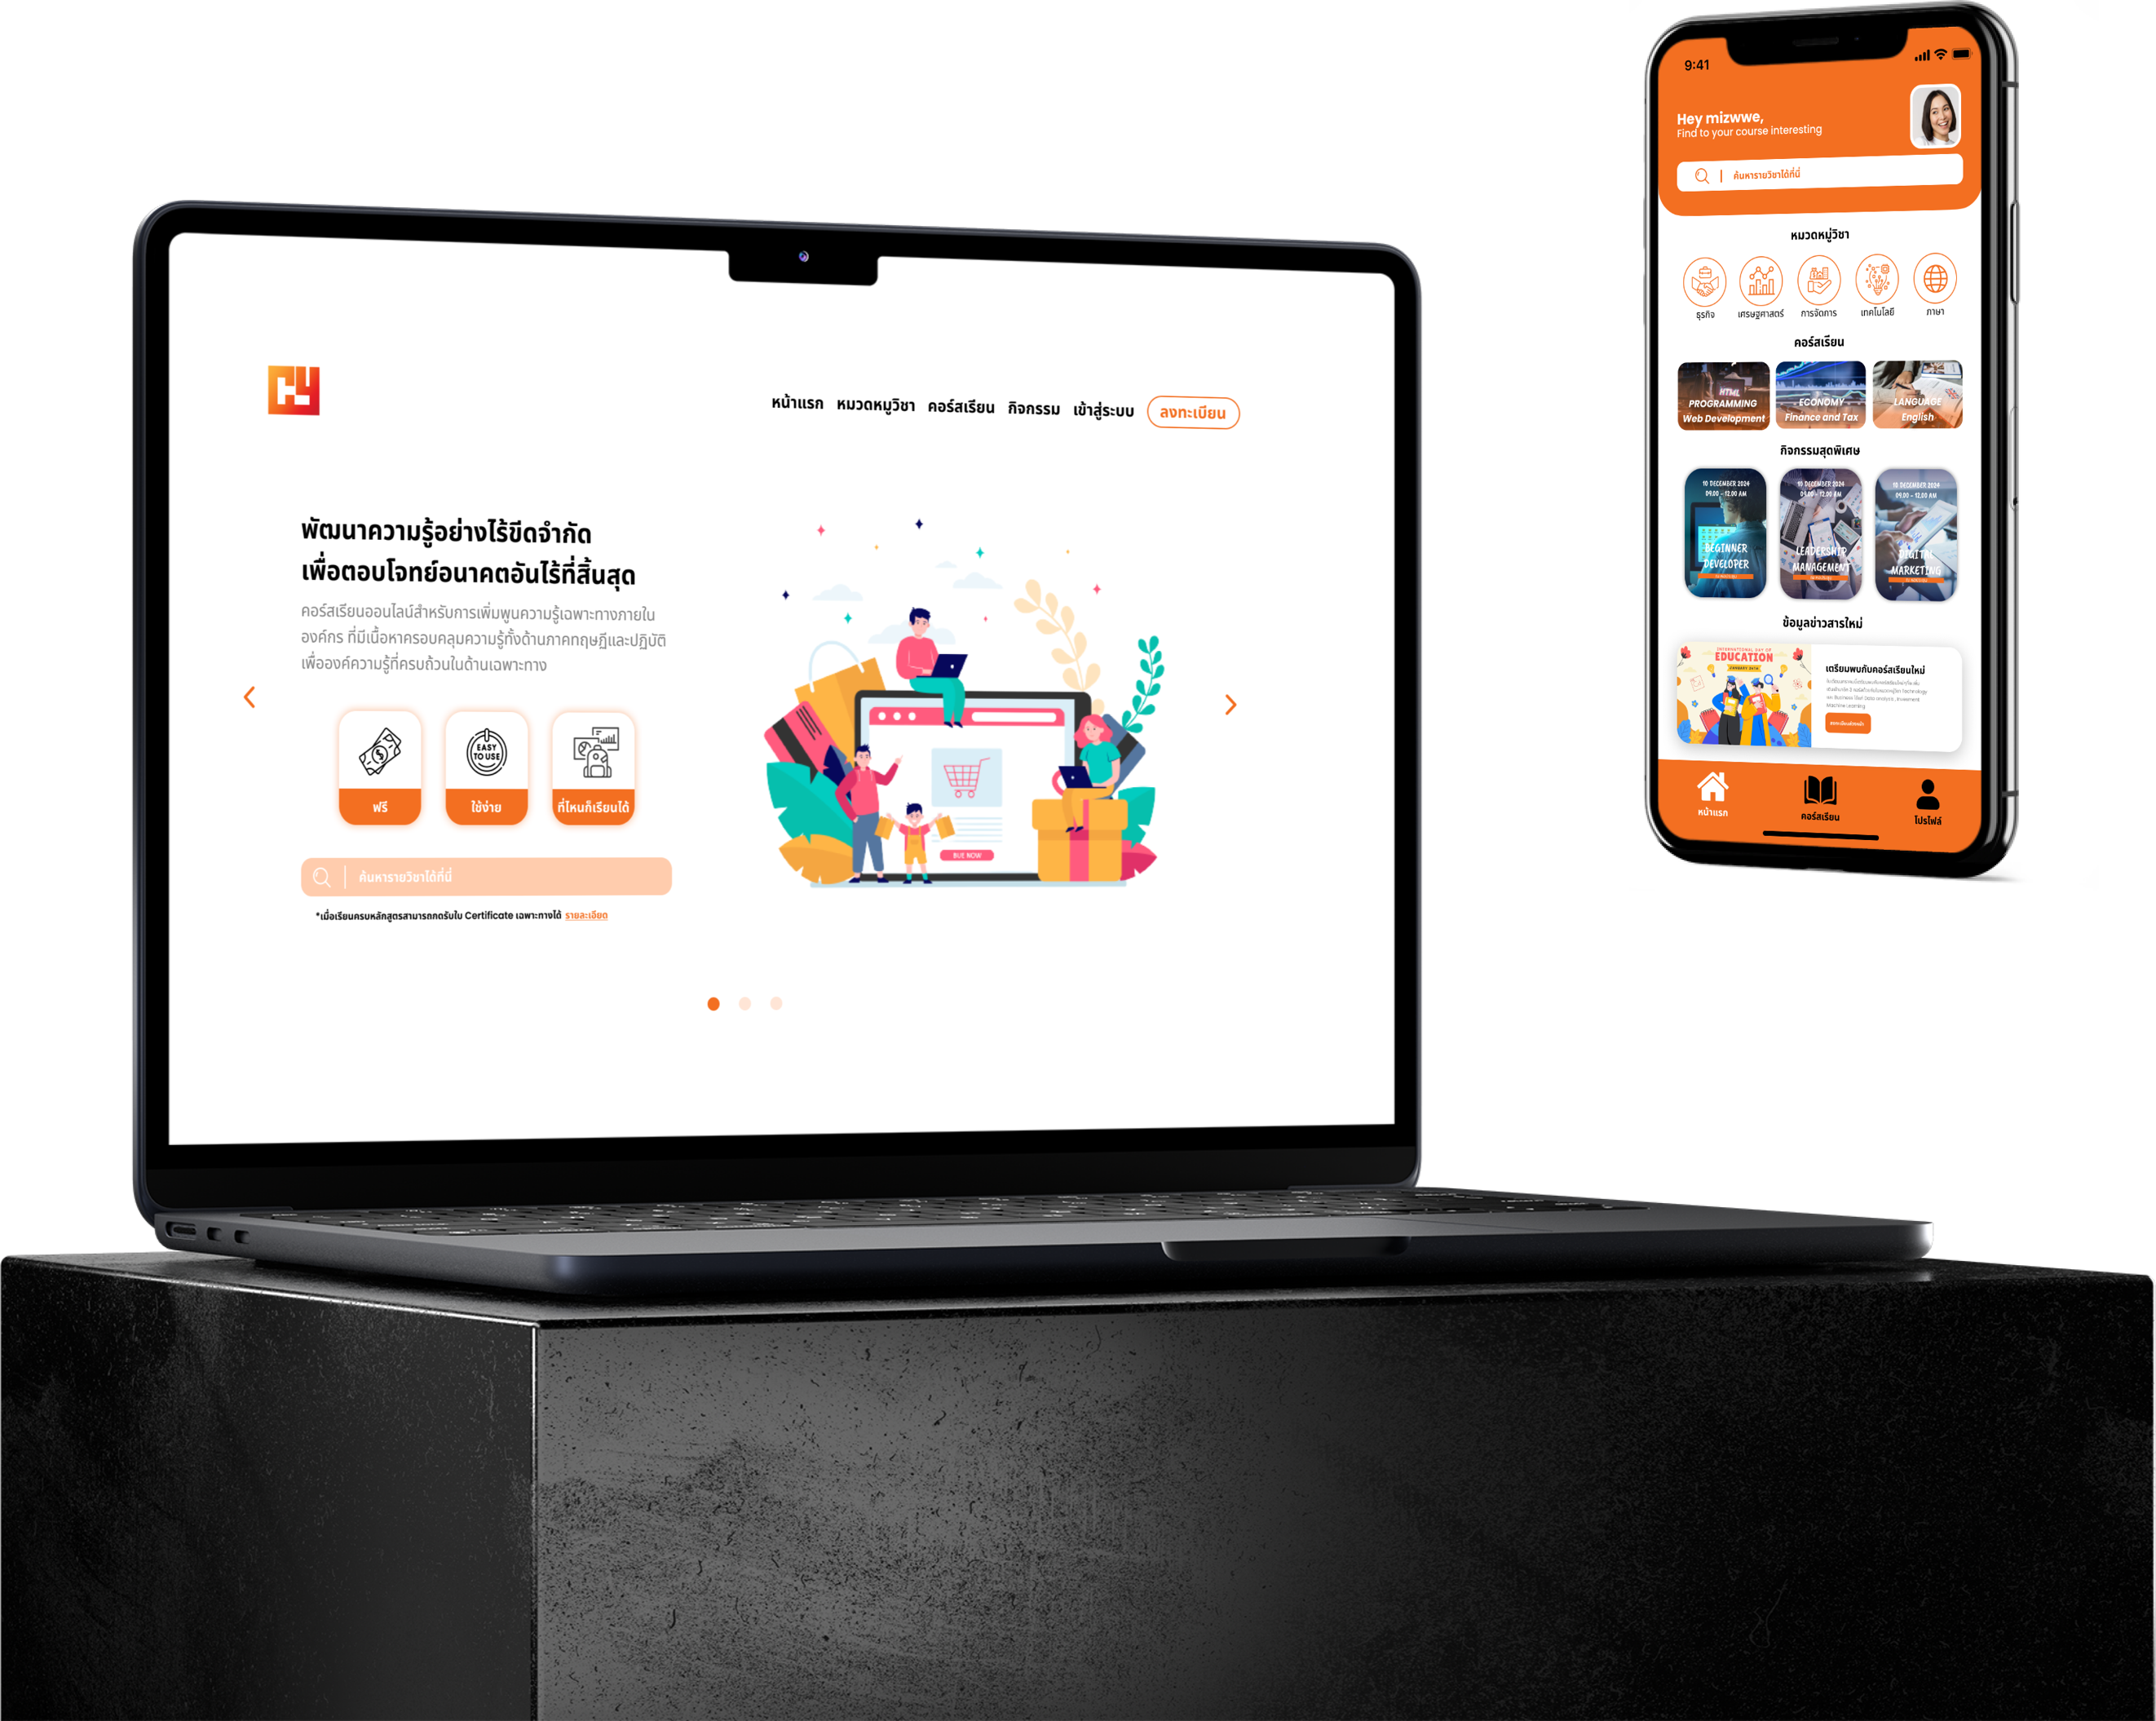 หน้าแรก หมวดหมูวิชา คอร์สเรียน กิจกรรม เข้าสู่ระบบ ลงทะเบียน
พัฒนาความรู้อย่างไร้ขีดจำกัด
เพื่อตอบโจทย์อนาคตอันไร้ที่สิ้นสุด
คอร์สเรียนออนไลน์สำหรับการเพิ่มพูนความรู้เฉพาะทางภายใน
องค์กร ที่มีเนื้อหาครอบคลุมความรู้ทั้งด้านภาคทฤษฎีและปฏิบัติ
เพื่อองค์ความรู้ที่ครบถ้วนในด้านเฉพาะทาง
EASY
TO USE
ฟรี ใช้ง่าย ที่ไหนก็เรียนได้
ค้นหารายวิชาได้ที่นี่
*เมื่อเรียนครบหลักสูตรสามารถกดรับใบ Certificate เฉพาะทางได้ รายละเอียด
BUE NOW
9:41
Hey mizwwe,
Find to your course interesting
ค้นหารายวิชาได้ที่นี่
หมวดหมู่วิชา
ธุรกิจ เศรษฐศาสตร์ การจัดการ เทคโนโลยี ภาษา
คอร์สเรียน
HTML
PROGRAMMING
Web Development
ECONOMY
Finance and Tax
LANGUAGE
English
กิจกรรมสุดพิเศษ
10 DECEMBER 2024
09.00 - 12.00 AM
BEGINNER
DEVELOPER
10 DECEMBER 2024
09.00 - 12.00 AM
LEADERSHIP
MANAGEMENT
10 DECEMBER 2024
09.00 - 12.00 AM
DIGITAL
MARKETING
ข้อมูลข่าวสารใหม่
INTERNATIONAL DAY OF
EDUCATION
JANUARY 24TH
เตรียมพบกับคอร์สเรียนใหม่
Machine Learning
หน้าแรก คอร์สเรียน โปรไฟล์